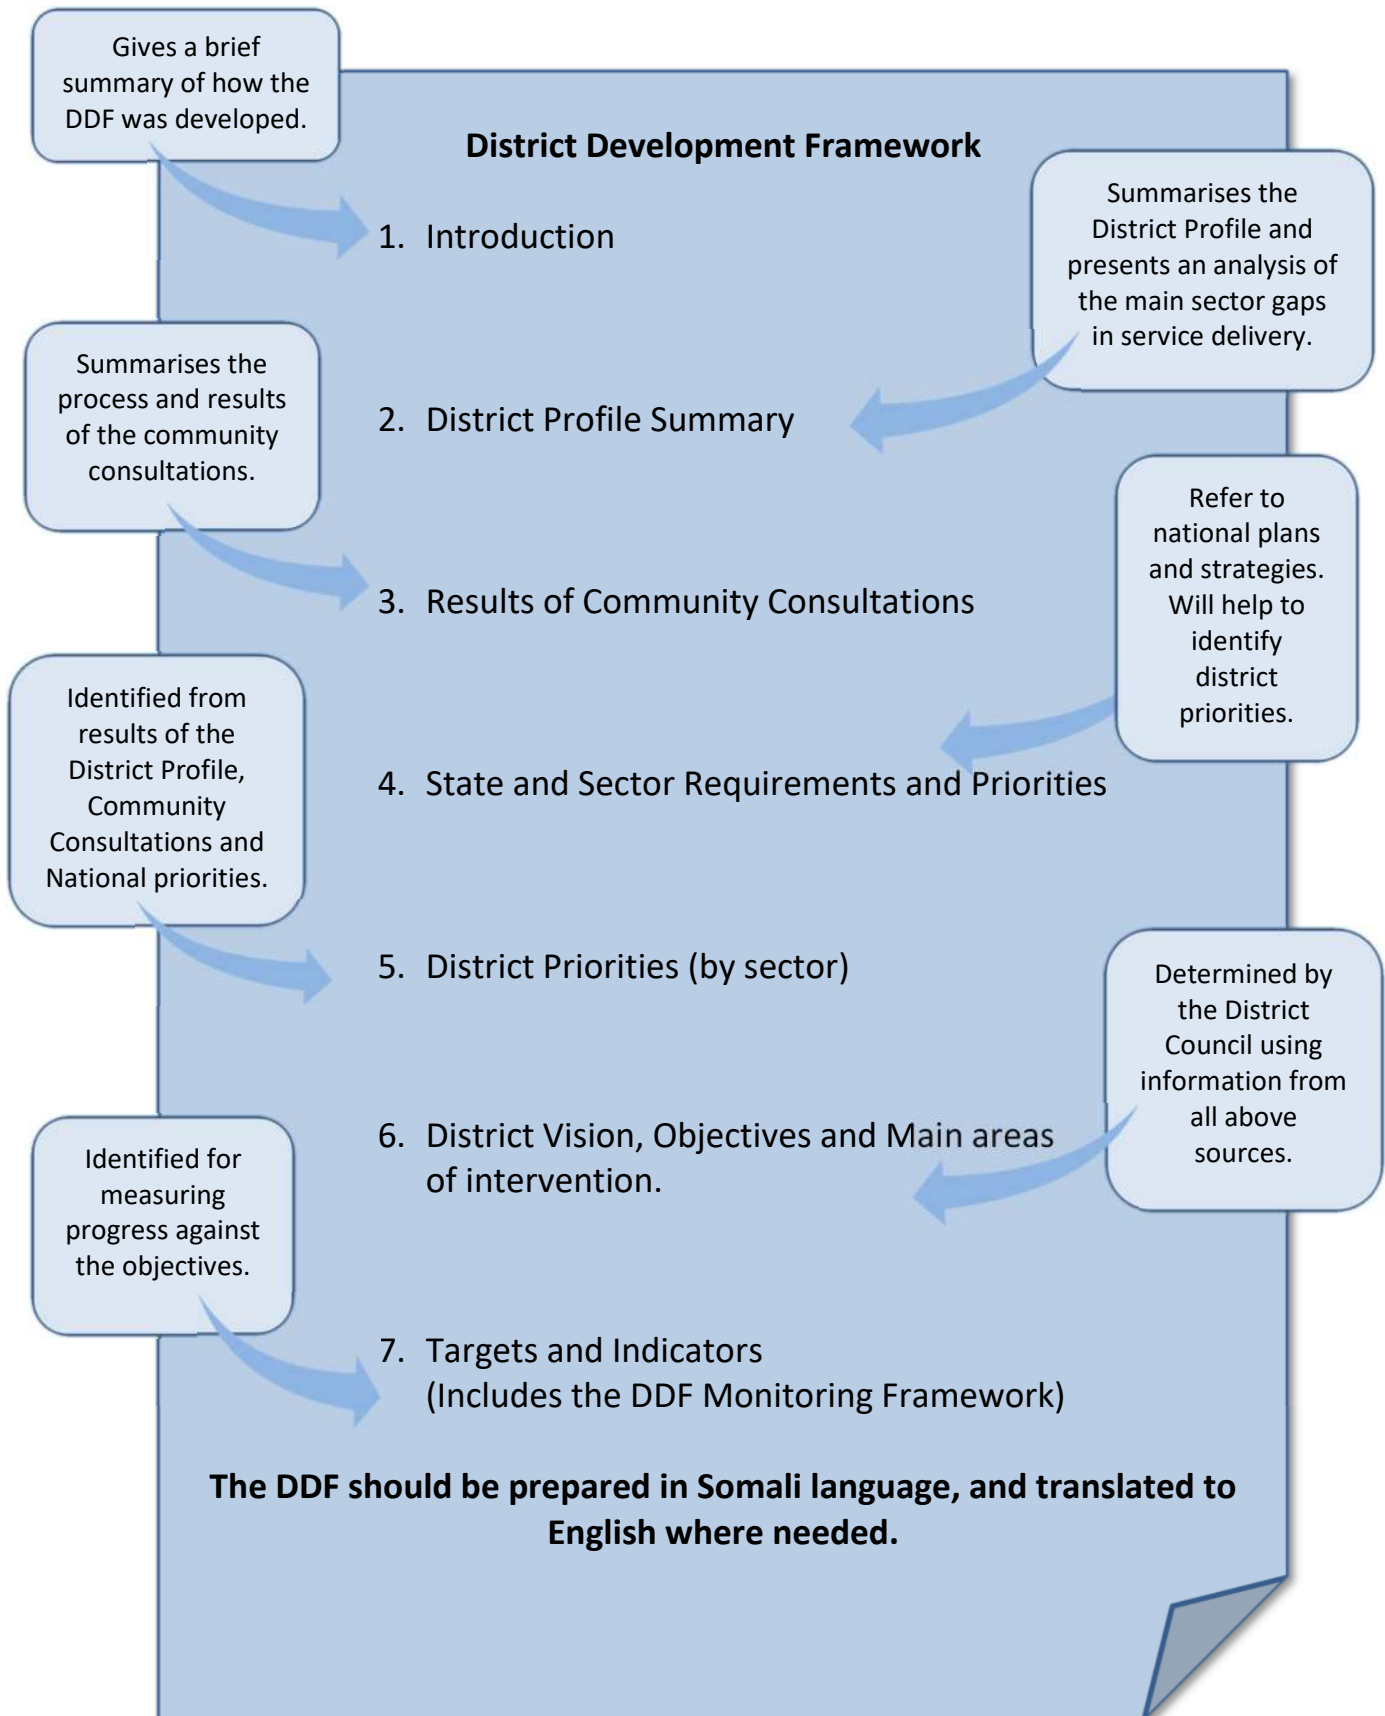 Gives a brief
summary of how the
DDF was developed.
District Development Framework
Summarises the
District Profile and
presents an analysis of
the main sector gaps
in service delivery.
1. Introduction
Summarises the
process and results
of the community
consultations.
2. District Profile Summary
Refer to
national plans
and strategies.
Will help to
identify
district
priorities.
3. Results of Community Consultations
Identified from
results of the
District Profile,
Community
Consultations and
National priorities.
4. State and Sector Requirements and Priorities
5. District Priorities (by sector)
Determined by
the District
Council using
information from
all above
sources.
6. District Vision, Objectives and Main areas
of intervention.
Identified for
measuring
progress against
the objectives.
7. Targets and Indicators
(Includes the DDF Monitoring Framework)
The DDF should be prepared in Somali language, and translated to
English where needed.